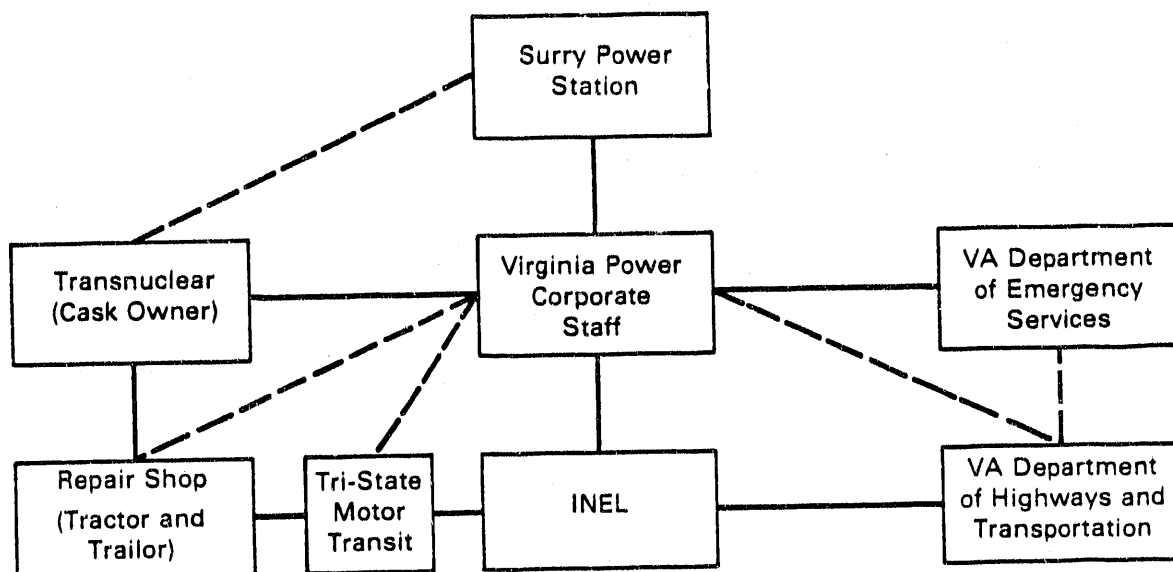 Surry Power
Station
Transnuclear
(Cask Owner)
Virginia Power
Corporate
Staff
VA Department
of Emergency
Services
Repair Shop
(Tractor and
Trailor)
Tri-State
Motor
Transit
INEL
VA Department
of Highways and
Transportation